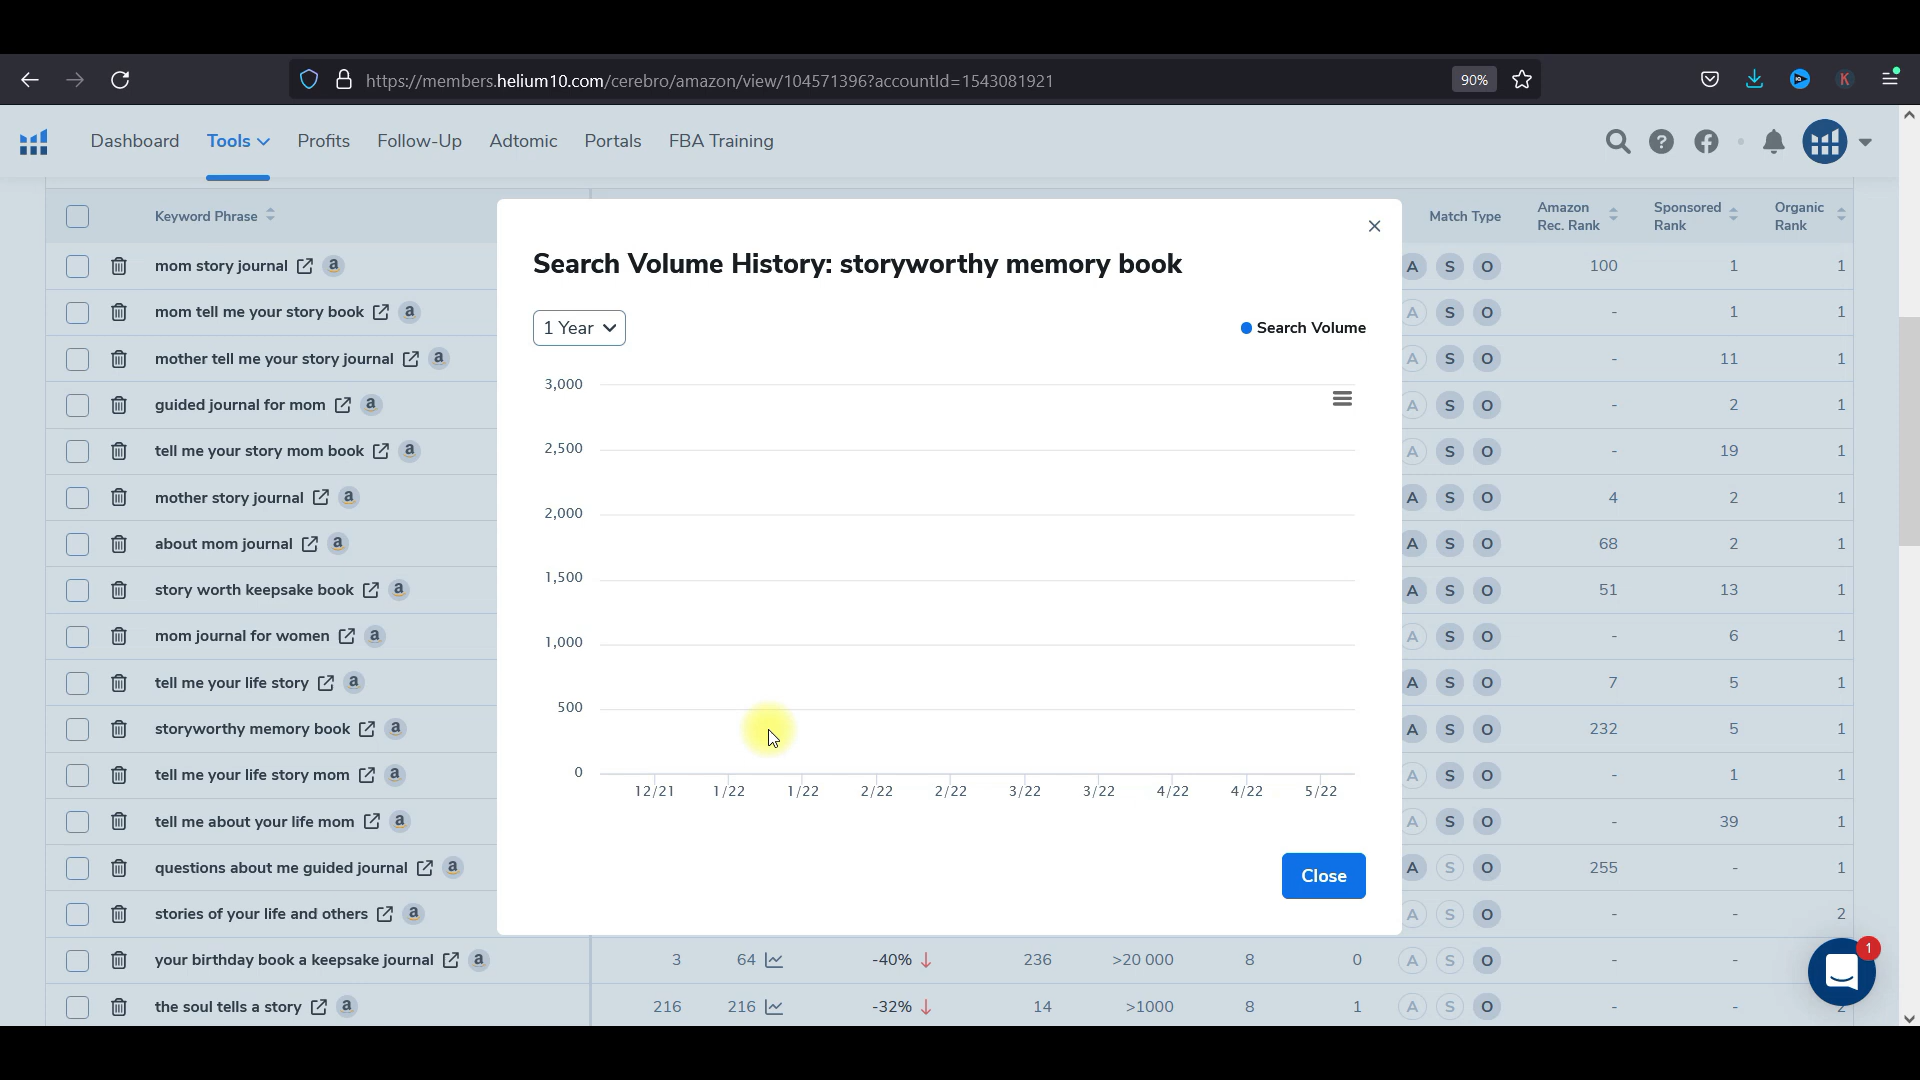 https://members.helium10.com/cerebro/amazon/view/104571396?accountId=1543081921
90%
K
Dashboard Tools Profits Follow-Up Adtomic Portals FBA Training
Keyword Phrase Match Type Amazon Rec. Rank Sponsored Rank Organic Rank
Search Volume History: storyworthy memory book
1 Year Search Volume
3,000
2,500
2,000
1,500
1,000
500
0
12/21 1/22 1/22 2/22 2/22 3/22 3/22 4/22 4/22 5/22
Close
mom story journal a A S O 100 1 1
mom tell me your story book a A S O - 1 1
mother tell me your story journal a A S O - 11 1
guided journal for mom a A S O - 2 1
tell me your story mom book a A S O - 19 1
mother story journal a A S O 4 2 1
about mom journal a A S O 68 2 1
story worth keepsake book a A S O 51 13 1
mom journal for women a A S O - 6 1
tell me your life story a A S O 7 5 1
storyworthy memory book a A S O 232 5 1
tell me your life story mom a A S O - 1 1
tell me about your life mom a A S O - 39 1
questions about me guided journal a A S O 255 - 1
stories of your life and others a A S O - - 2
your birthday book a keepsake journal a 3 64 -40% 236 >20 000 8 0 A S O - -
the soul tells a story a 216 216 -32% 14 >1000 8 1 A S O - - 2
1